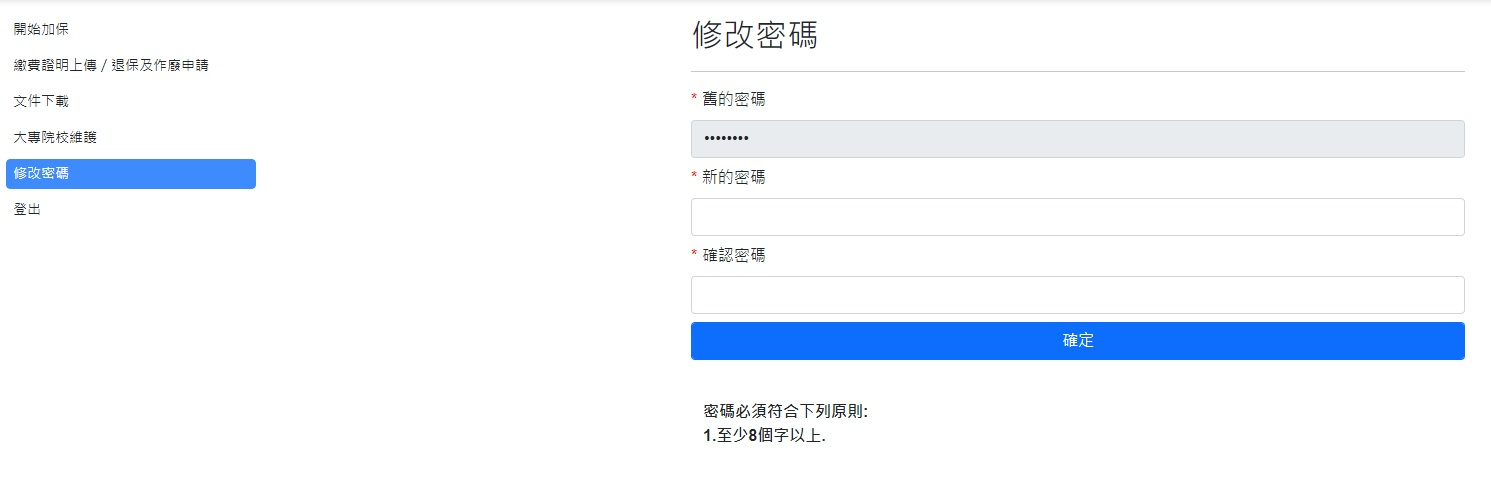 開始加保
繳費證明上傳 / 退保及作廢申請
文件下載
大專院校維護
修改密碼
登出
修改密碼
* 舊的密碼
••••••••
* 新的密碼
* 確認密碼
確定
密碼必須符合下列原則:
1.至少8個字以上.